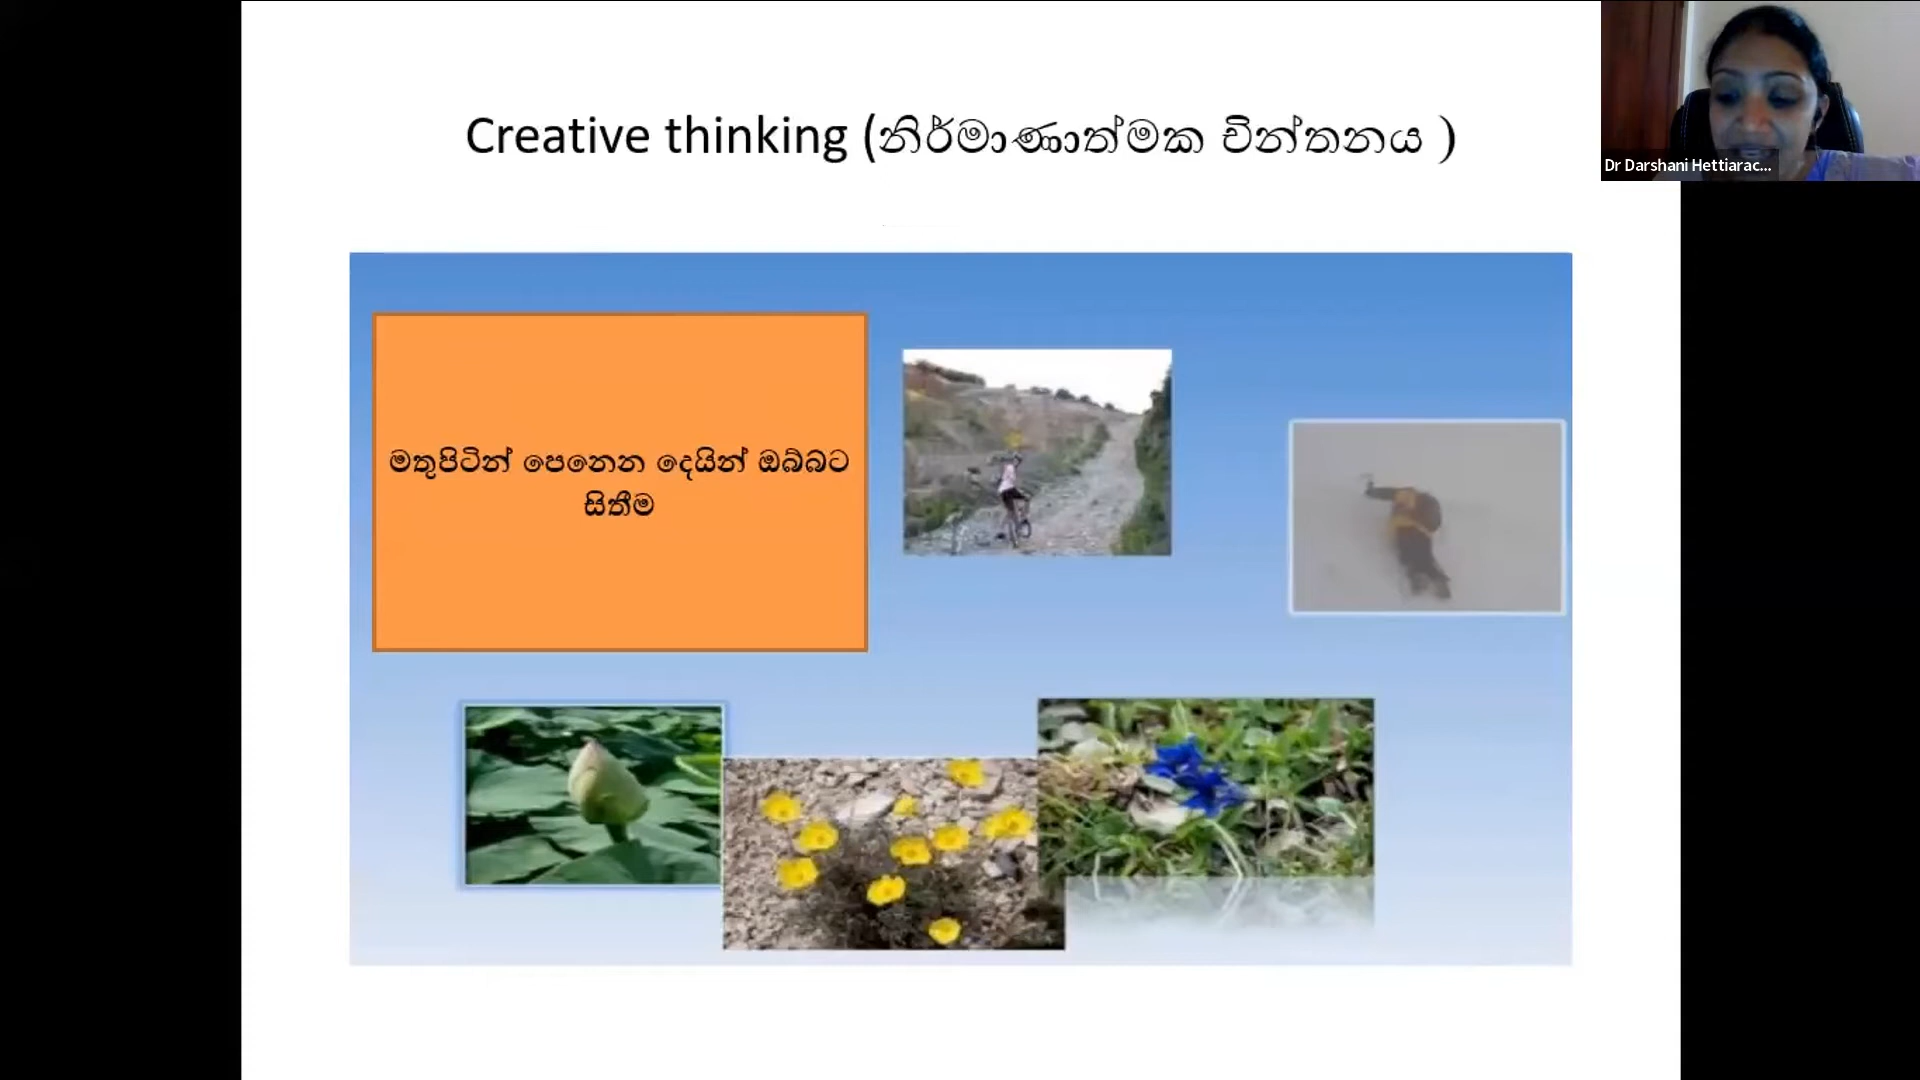 Creative thinking (නිර්මාණාත්මක චින්තනය )
Dr Darshani Hettiarac...
මතුපිටින් පෙනෙන දෙයින් ඔබ්බට
සිතීම